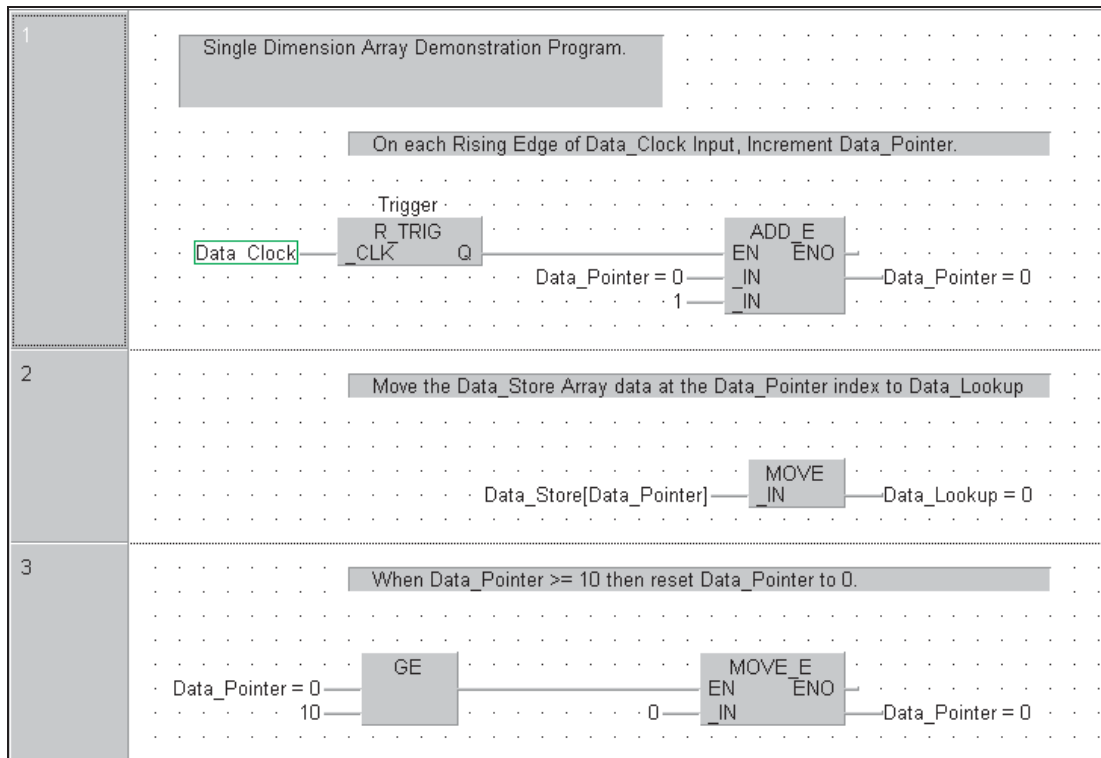 1
Single Dimension Array Demonstration Program.
On each Rising Edge of Data_Clock Input, Increment Data_Pointer.
Trigger
R_TRIG
Data_Clock
_CLK Q
ADD_E
EN ENO
Data_Pointer = 0 _IN Data_Pointer = 0
1 _IN
2
Move the Data_Store Array data at the Data_Pointer index to Data_Lookup
MOVE
Data_Store[Data_Pointer] _IN Data_Lookup = 0
3
When Data_Pointer >= 10 then reset Data_Pointer to 0.
GE
MOVE_E
Data_Pointer = 0
EN ENO
10
0 _IN Data_Pointer = 0